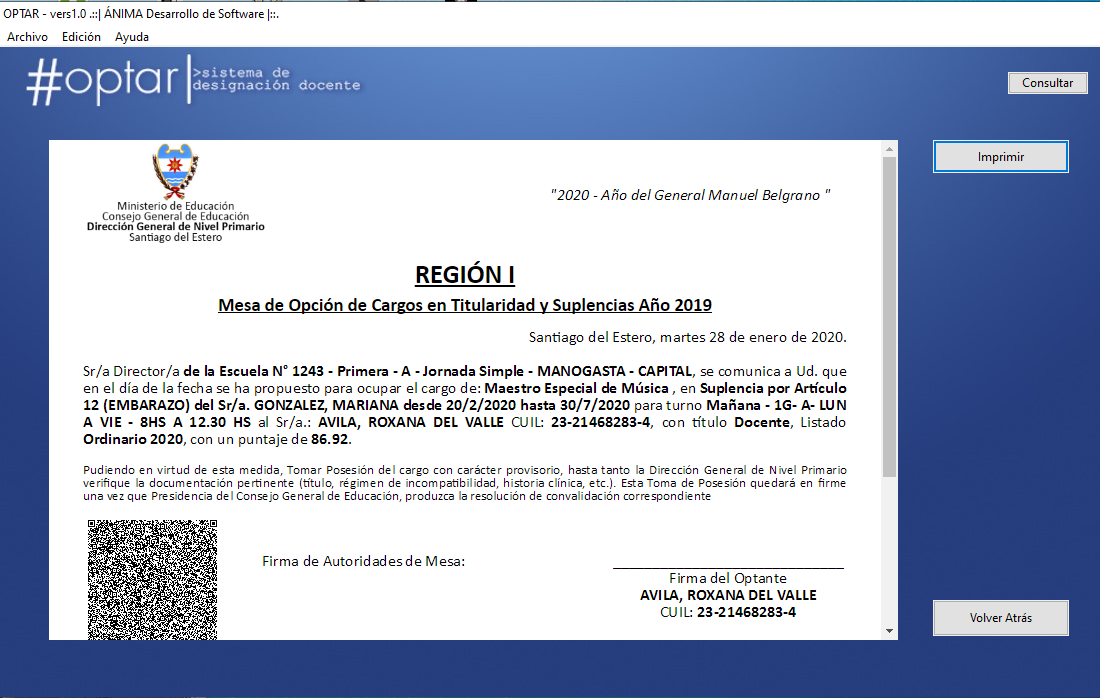 OPTAR - vers1.0 .::| ÁNIMA Desarrollo de Software |::.
Archivo Edición Ayuda
#optar >sistema de
designación docente
Consultar
Imprimir
Ministerio de Educación
Consejo General de Educación
Dirección General de Nivel Primario
Santiago del Estero
"2020 - Año del General Manuel Belgrano "
REGIÓN I
Mesa de Opción de Cargos en Titularidad y Suplencias Año 2019
Santiago del Estero, martes 28 de enero de 2020.
Sr/a Director/a de la Escuela N° 1243 - Primera - A - Jornada Simple - MANOGASTA - CAPITAL, se comunica a Ud. que
en el día de la fecha se ha propuesto para ocupar el cargo de: Maestro Especial de Música , en Suplencia por Artículo
12 (EMBARAZO) del Sr/a. GONZALEZ, MARIANA desde 20/2/2020 hasta 30/7/2020 para turno Mañana - 1G- A- LUN
A VIE - 8HS A 12.30 HS al Sr/a.: AVILA, ROXANA DEL VALLE CUIL: 23-21468283-4, con título Docente, Listado
Ordinario 2020, con un puntaje de 86.92.
Pudiendo en virtud de esta medida, Tomar Posesión del cargo con carácter provisorio, hasta tanto la Dirección General de Nivel Primario
verifique la documentación pertinente (título, régimen de incompatibilidad, historia clínica, etc.). Esta Toma de Posesión quedará en firme
una vez que Presidencia del Consejo General de Educación, produzca la resolución de convalidación correspondiente
Firma de Autoridades de Mesa:
Firma del Optante
AVILA, ROXANA DEL VALLE
CUIL: 23-21468283-4
Volver Atrás